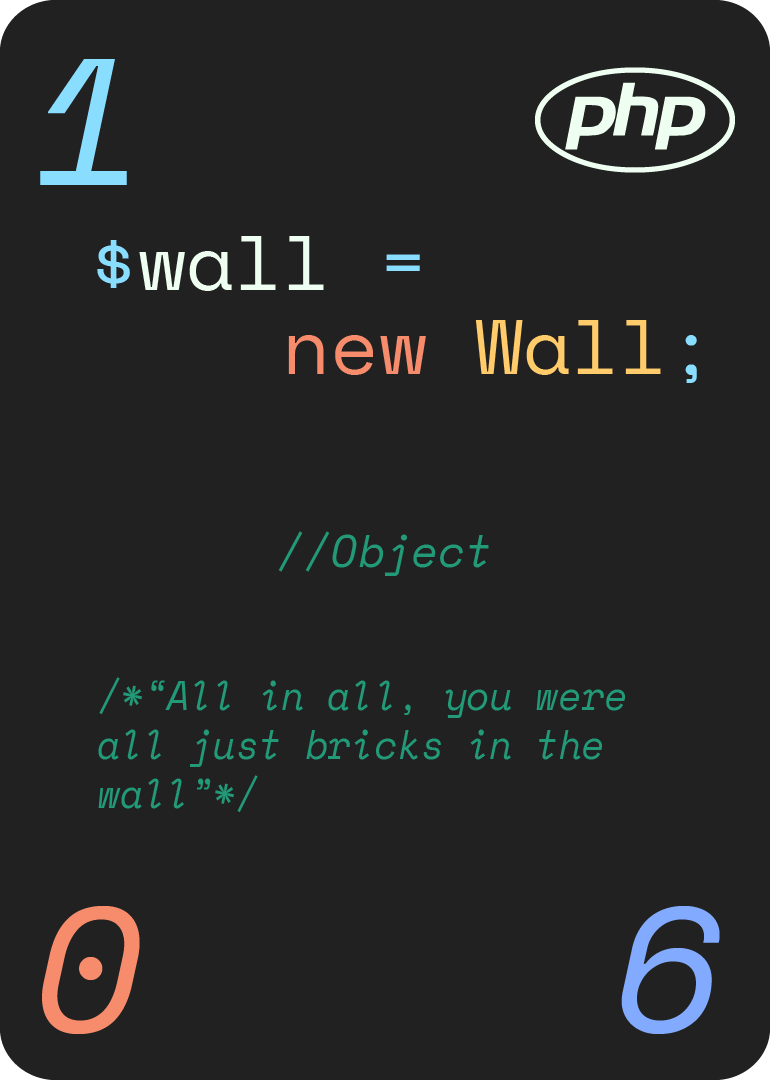 1
php
$wall =
new Wall;
//Object
/*“All in all, you were
all just bricks in the
wall”*/
0
6